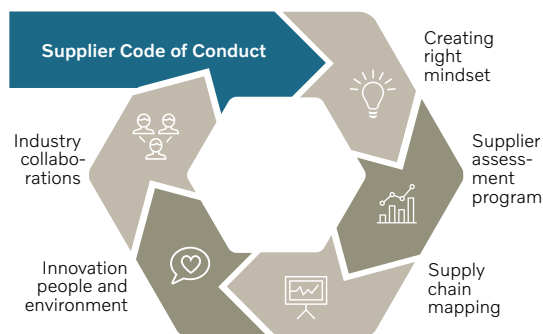 Supplier Code of Conduct
Creating
right
mindset
Supplier
assess-
ment
program
Supply
chain
mapping
Innovation
people and
environment
Industry
collabo-
rations